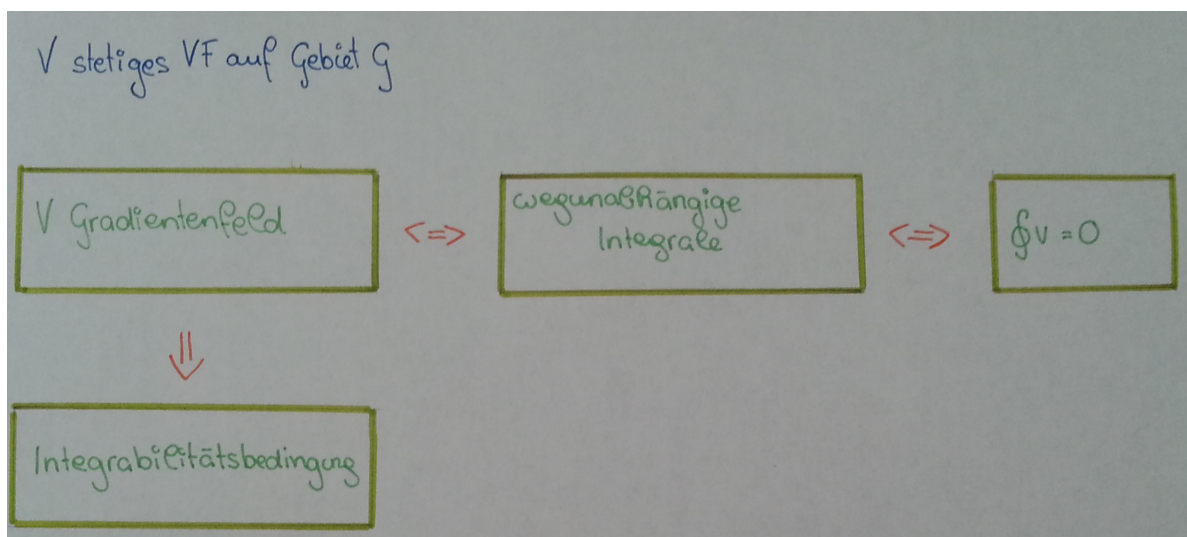 V stetiges VF auf Gebiet G
V Gradientenfeld <=> wegunabhängige Integrale <=> ∮v = 0
⇓
Integrabilitätsbedingung